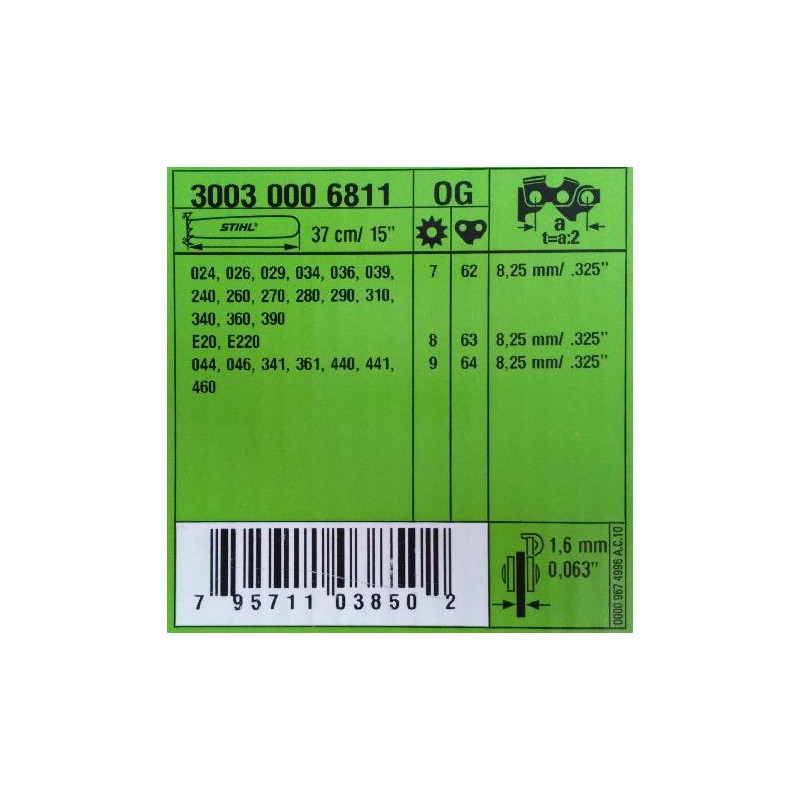 3003 000 6811 OG
STIHL® 37 cm/ 15" a
t=a:2
024, 026, 029, 034, 036, 039, 7 62 8,25 mm/ .325"
240, 260, 270, 280, 290, 310,
340, 360, 390
E20, E220 8 63 8,25 mm/ .325"
044, 046, 341, 361, 440, 441, 9 64 8,25 mm/ .325"
460
1,6 mm
0,063"
7 95711 03850 2
0000 967 4996 A.C.10